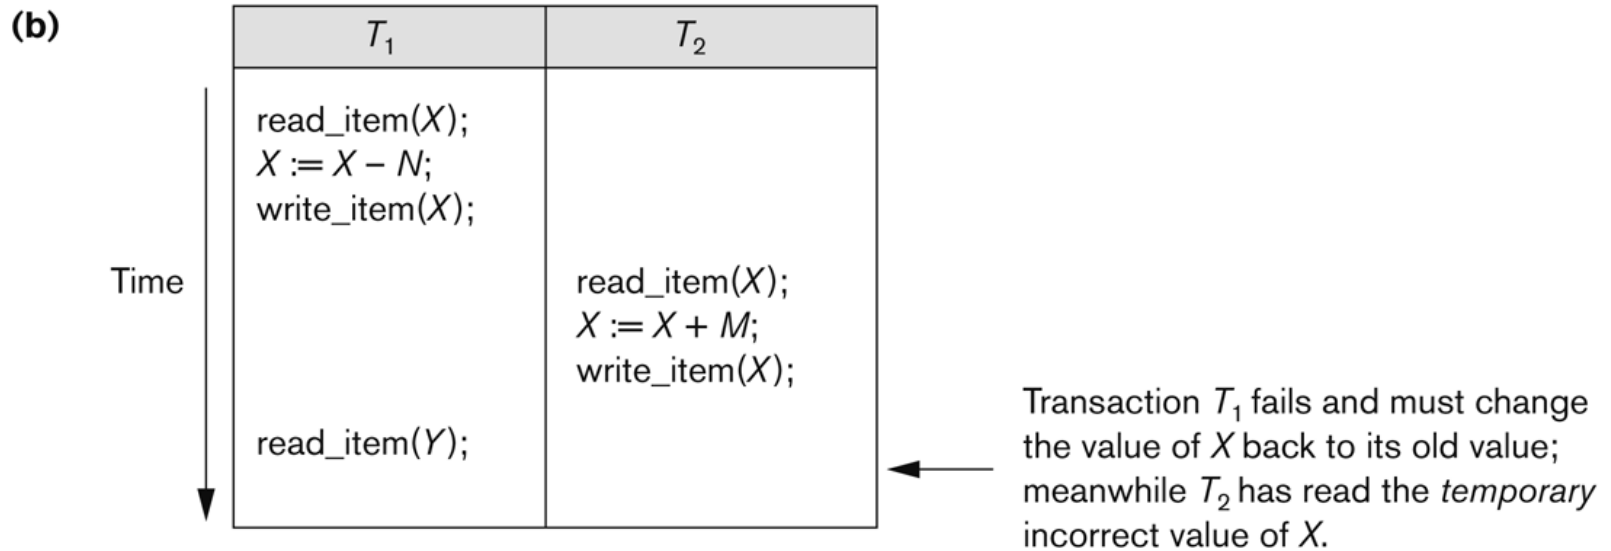 (b)
T₁ T₂
read_item(X);
X := X – N;
write_item(X);
Time
read_item(X);
X := X + M;
write_item(X);
read_item(Y);
Transaction T₁ fails and must change
the value of X back to its old value;
meanwhile T₂ has read the temporary
incorrect value of X.